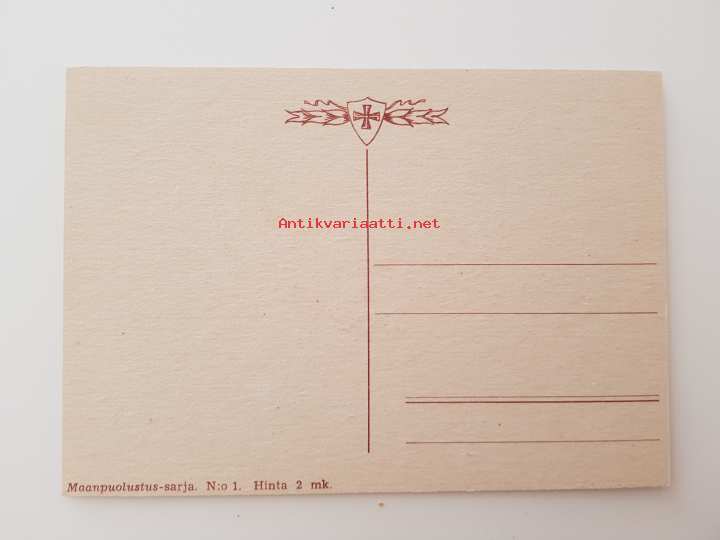 Antikvariaatti.net
Maanpuolustus-sarja. N:o 1. Hinta 2 mk.